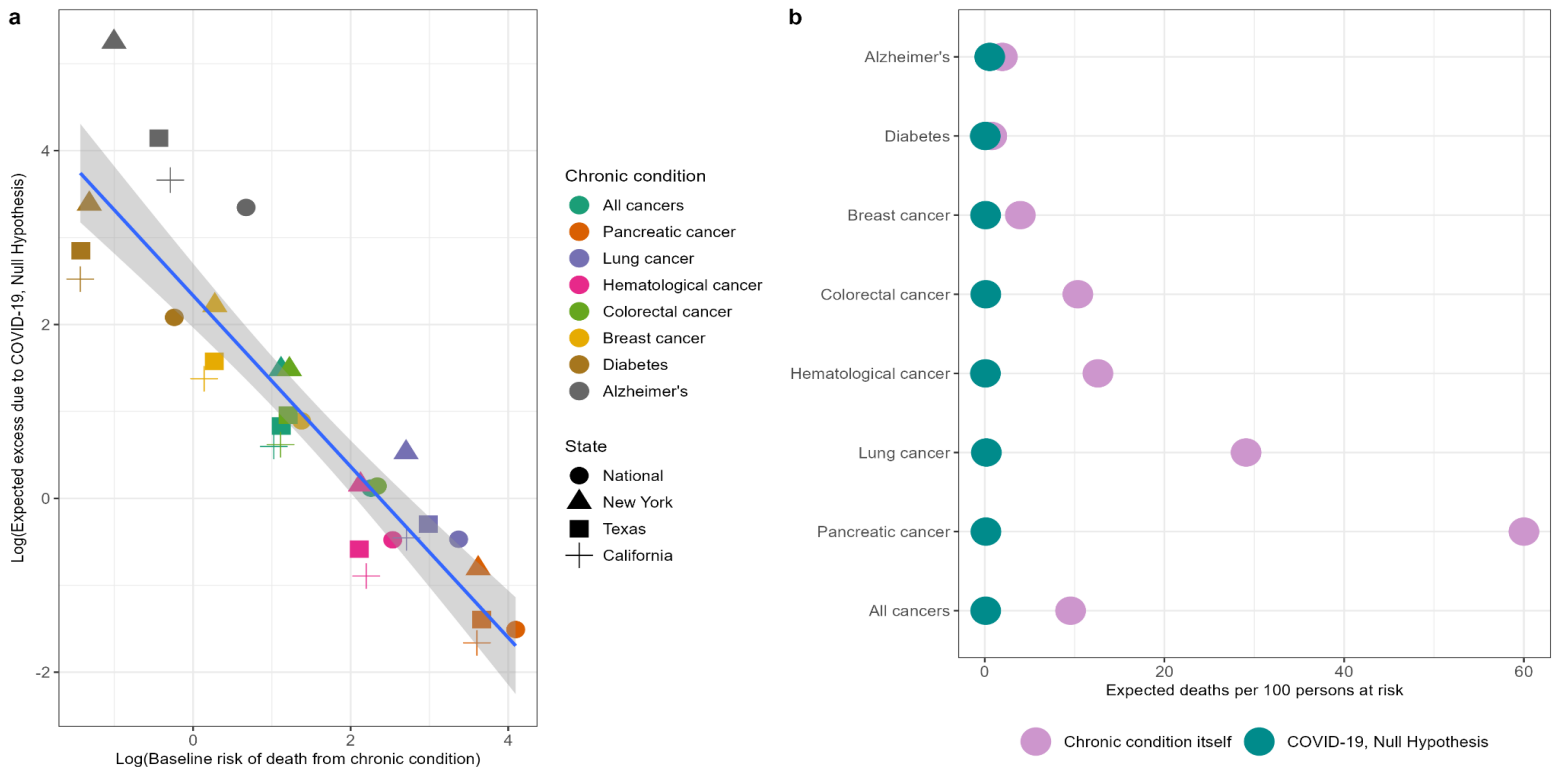 a
Log(Expected excess due to COVID-19, Null Hypothesis)
4
2
0
-2
0
2
4
Log(Baseline risk of death from chronic condition)
Chronic condition
All cancers
Pancreatic cancer
Lung cancer
Hematological cancer
Colorectal cancer
Breast cancer
Diabetes
Alzheimer's
State
National
New York
Texas
California
b
Alzheimer's
Diabetes
Breast cancer
Colorectal cancer
Hematological cancer
Lung cancer
Pancreatic cancer
All cancers
0
20
40
60
Expected deaths per 100 persons at risk
Chronic condition itself
COVID-19, Null Hypothesis